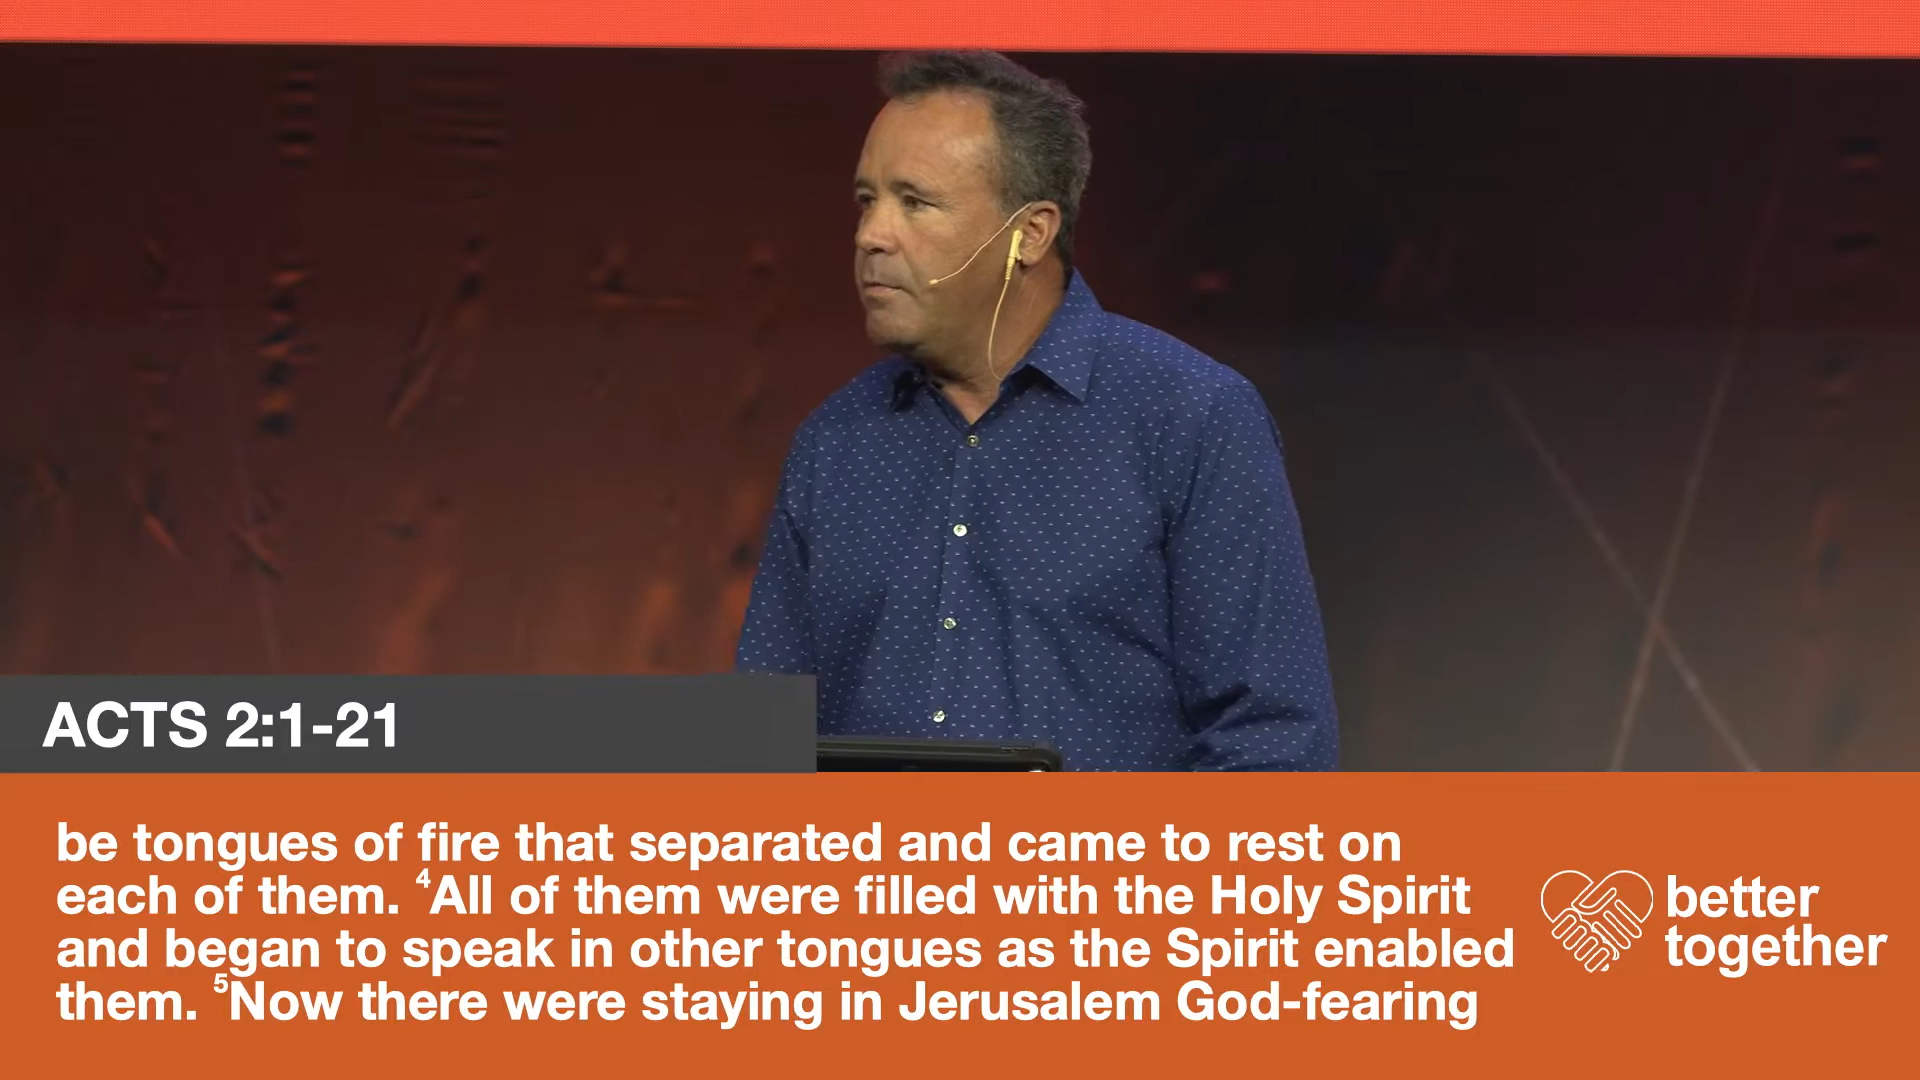 ACTS 2:1-21
be tongues of fire that separated and came to rest on
each of them. ⁴All of them were filled with the Holy Spirit
and began to speak in other tongues as the Spirit enabled
them. ⁵Now there were staying in Jerusalem God-fearing
better
together